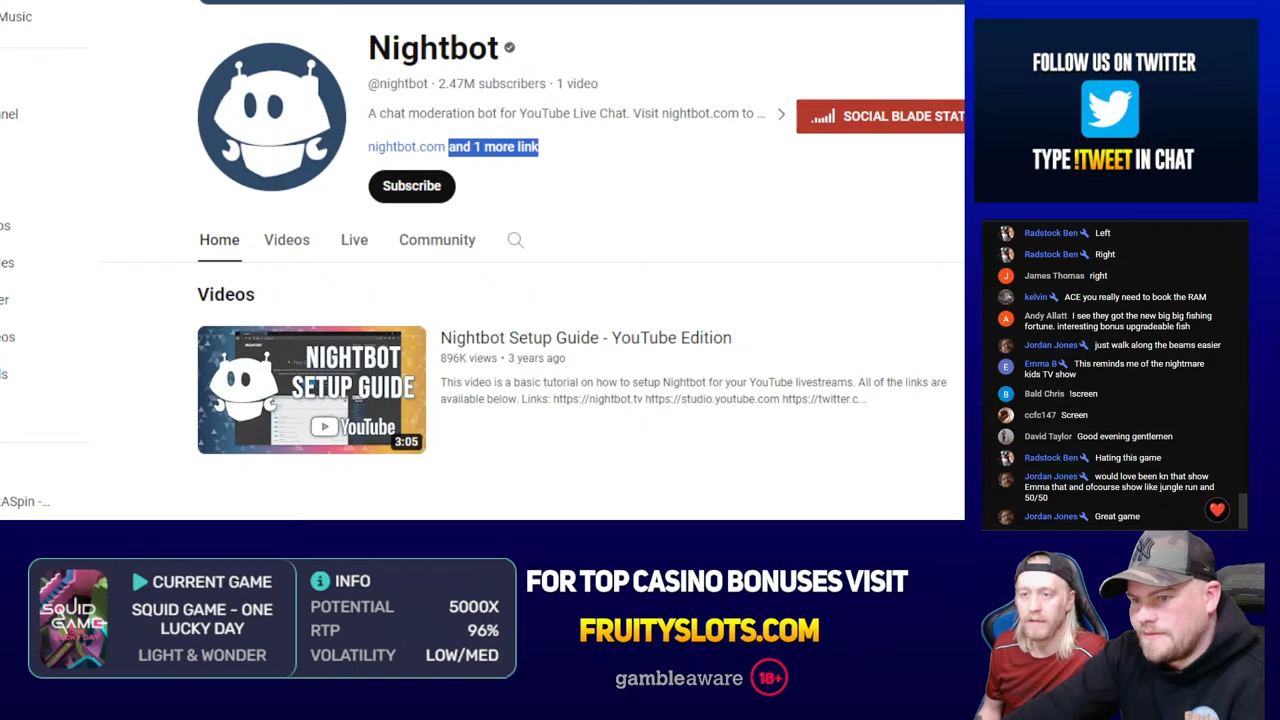 Music
nel
os
ies
er
os
ls
ASpin -...
Nightbot
@nightbot · 2.47M subscribers · 1 video
A chat moderation bot for YouTube Live Chat. Visit nightbot.com to ...
nightbot.com and 1 more link
Subscribe
SOCIAL BLADE STAT
Home Videos Live Community
Videos
NIGHTBOT
SETUP GUIDE
YouTube
3:05
Nightbot Setup Guide - YouTube Edition
896K views · 3 years ago
This video is a basic tutorial on how to setup Nightbot for your YouTube livestreams. All of the links are
available below. Links: https://nightbot.tv https://studio.youtube.com https://twitter.c...
FOLLOW US ON TWITTER
TYPE !TWEET IN CHAT
Radstock Ben Left
Radstock Ben Right
James Thomas right
kelvin ACE you really need to book the RAM
Andy Allatt I see they got the new big big fishing
fortune. interesting bonus upgradeable fish
Jordan Jones just walk along the beams easier
Emma B This reminds me of the nightmare
kids TV show
Bald Chris !screen
ccfc147 Screen
David Taylor Good evening gentlemen
Radstock Ben Hating this game
Jordan Jones would love been kn that show
Emma that and ofcourse show like jungle run and
50/50
Jordan Jones Great game
SQUID
GAME
CURRENT GAME
SQUID GAME - ONE
LUCKY DAY
LIGHT & WONDER
INFO
POTENTIAL 5000X
RTP 96%
VOLATILITY LOW/MED
FOR TOP CASINO BONUSES VISIT
FRUITYSLOTS.COM
gambleaware 18+